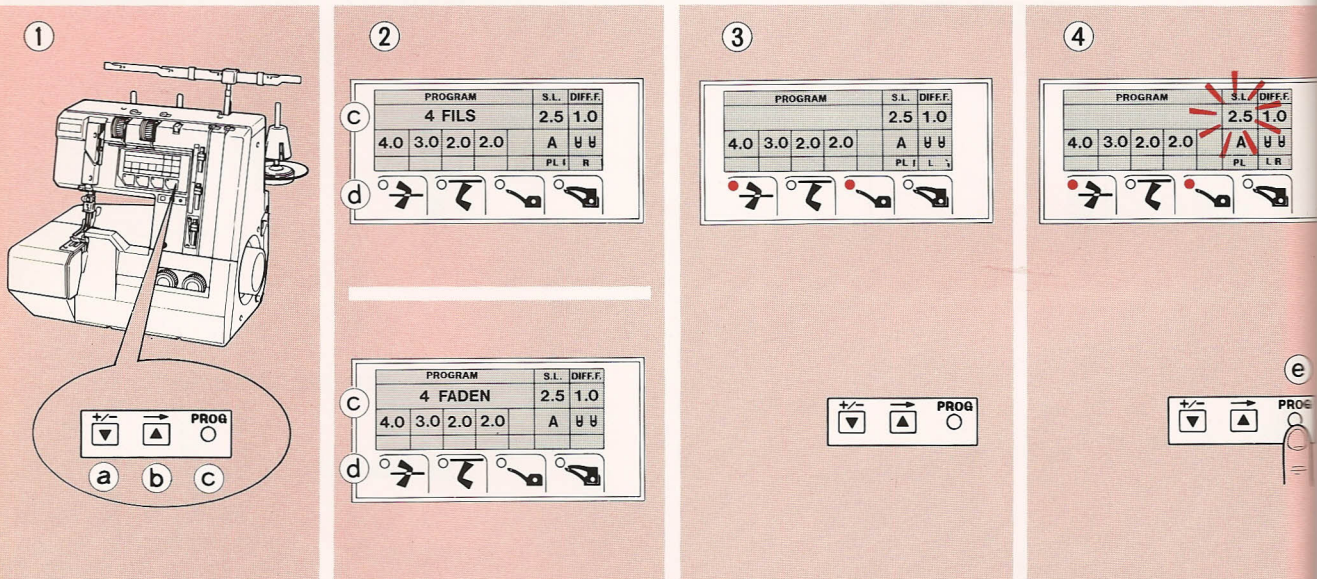 1
+/- → PROG
▼ ▲
a b c
2
PROGRAM S.L. DIFF.F.
c 4 FILS 2.5 1.0
4.0 3.0 2.0 2.0 A
PL R
d
PROGRAM S.L. DIFF.F.
c 4 FADEN 2.5 1.0
4.0 3.0 2.0 2.0 A
d
3
PROGRAM S.L. DIFF.F.
2.5 1.0
4.0 3.0 2.0 2.0 A
PL L
+/- → PROG
▼ ▲
4
PROGRAM S.L. DIFF.F.
2.5 1.0
4.0 3.0 2.0 2.0 A
PL L R
e
+/- → PROG
▼ ▲